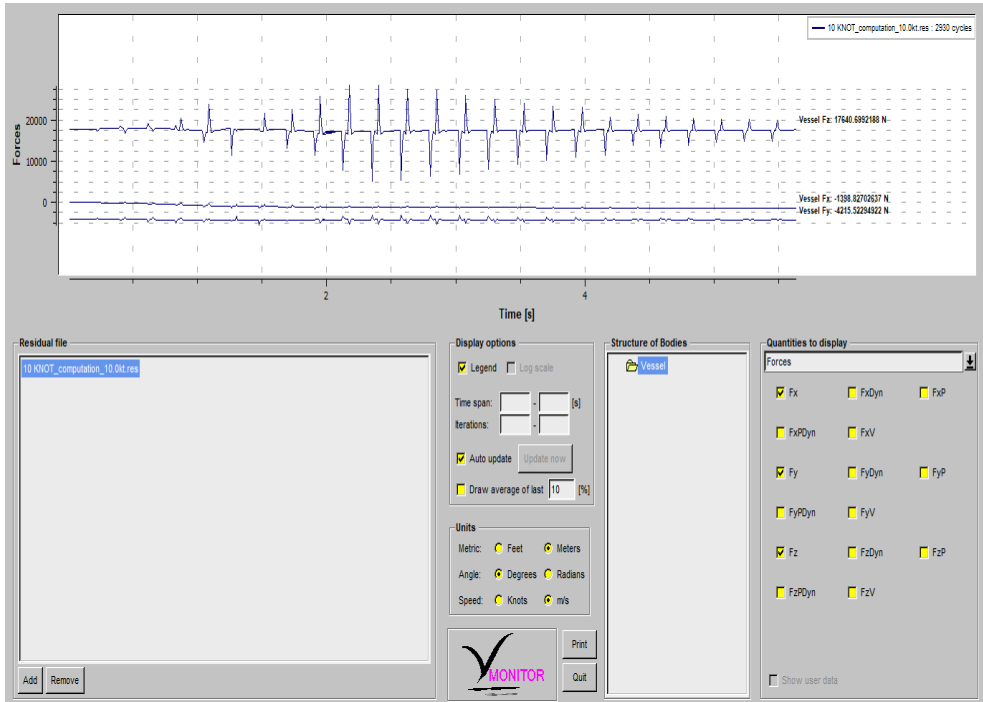 10 KNOT_computation_10.0kt.res : 2930 cycles
Forces
20000
10000
0
Vessel Fz: 17640.6992188 N
Vessel Fx: -1398.82702637 N
Vessel Fy: -4215.52294922 N
2
4
Time [s]
Residual file
10 KNOT_computation_10.0kt.res
Add
Remove
Display options
Legend
Log scale
Time span:
-
[s]
Iterations:
-
Auto update
Update now
Draw average of last
10
[%]
Units
Metric:
Feet
Meters
Angle:
Degrees
Radians
Speed:
Knots
m/s
MONITOR
Print
Quit
Structure of Bodies
Vessel
Quantities to display
Forces
Fx
FxDyn
FxP
FxPDyn
FxV
Fy
FyDyn
FyP
FyPDyn
FyV
Fz
FzDyn
FzP
FzPDyn
FzV
Show user data